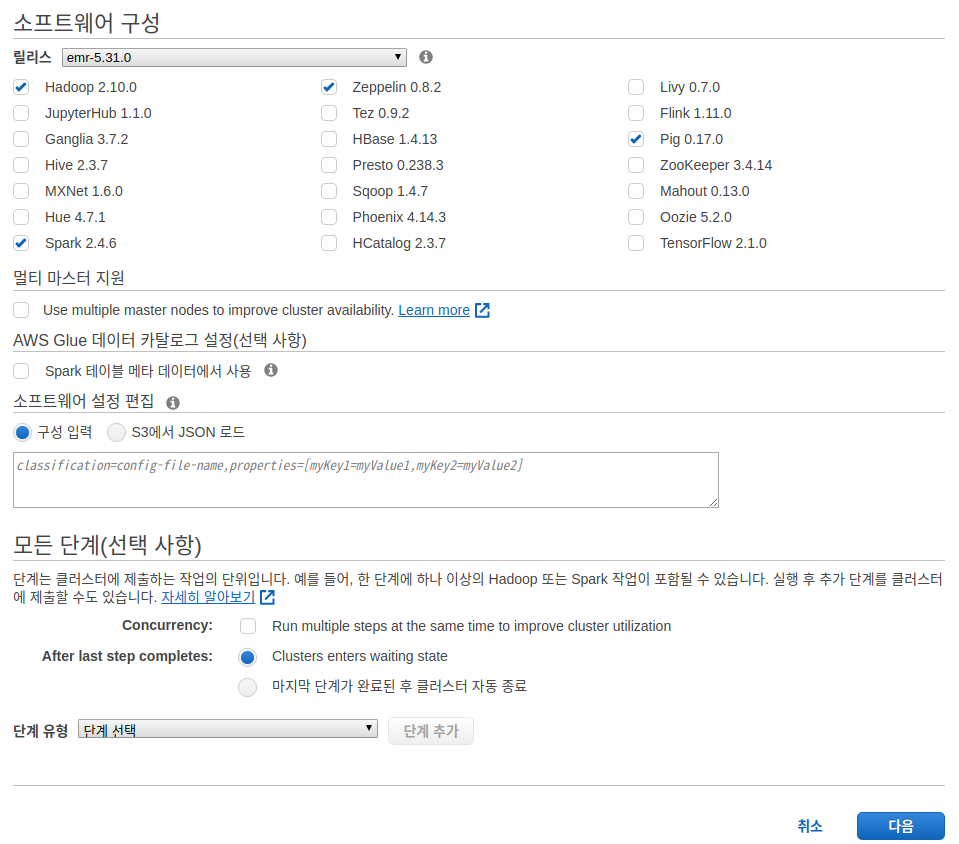 소프트웨어 구성
릴리스 emr-5.31.0
Hadoop 2.10.0 Zeppelin 0.8.2 Livy 0.7.0
JupyterHub 1.1.0 Tez 0.9.2 Flink 1.11.0
Ganglia 3.7.2 HBase 1.4.13 Pig 0.17.0
Hive 2.3.7 Presto 0.238.3 ZooKeeper 3.4.14
MXNet 1.6.0 Sqoop 1.4.7 Mahout 0.13.0
Hue 4.7.1 Phoenix 4.14.3 Oozie 5.2.0
Spark 2.4.6 HCatalog 2.3.7 TensorFlow 2.1.0
멀티 마스터 지원
Use multiple master nodes to improve cluster availability. Learn more
AWS Glue 데이터 카탈로그 설정(선택 사항)
Spark 테이블 메타 데이터에서 사용
소프트웨어 설정 편집
구성 입력 S3에서 JSON 로드
classification=config-file-name,properties=[myKey1=myValue1,myKey2=myValue2]
모든 단계(선택 사항)
단계는 클러스터에 제출하는 작업의 단위입니다. 예를 들어, 한 단계에 하나 이상의 Hadoop 또는 Spark 작업이 포함될 수 있습니다. 실행 후 추가 단계를 클러스터
에 제출할 수도 있습니다. 자세히 알아보기
Concurrency: Run multiple steps at the same time to improve cluster utilization
After last step completes: Clusters enters waiting state
마지막 단계가 완료된 후 클러스터 자동 종료
단계 유형 단계 선택 단계 추가
취소 다음